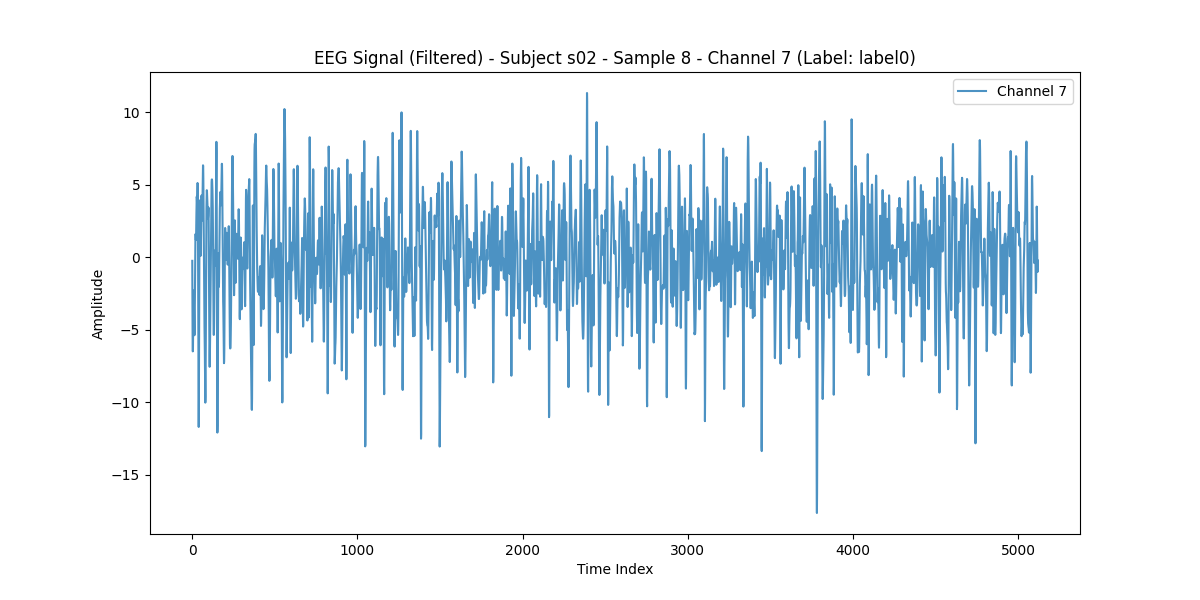 EEG Signal (Filtered) - Subject s02 - Sample 8 - Channel 7 (Label: label0)
Channel 7
10
5
0
−5
−10
−15
Amplitude
0 1000 2000 3000 4000 5000
Time Index